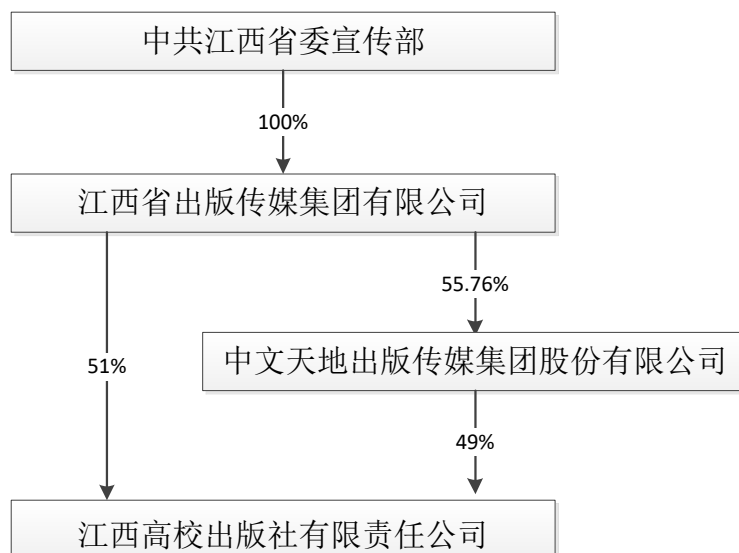 中共江西省委宣传部
100%
江西省出版传媒集团有限公司
55.76%
中文天地出版传媒集团股份有限公司
51%
49%
江西高校出版社有限责任公司